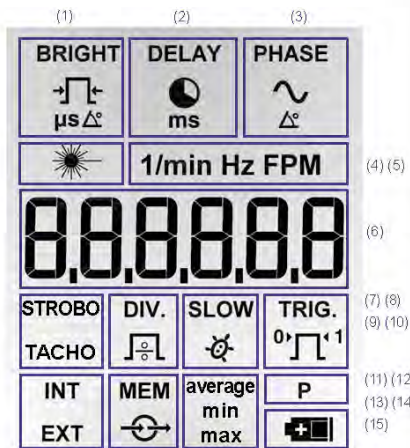 (1) (2) (3)
BRIGHT DELAY PHASE
µs ms
1/min Hz FPM (4) (5)
8.8.8.8.8.8 (6)
STROBO DIV. SLOW TRIG. (7) (8)
0 1 (9) (10)
TACHO
INT MEM average P (11) (12
min (13) (14
EXT max (15)